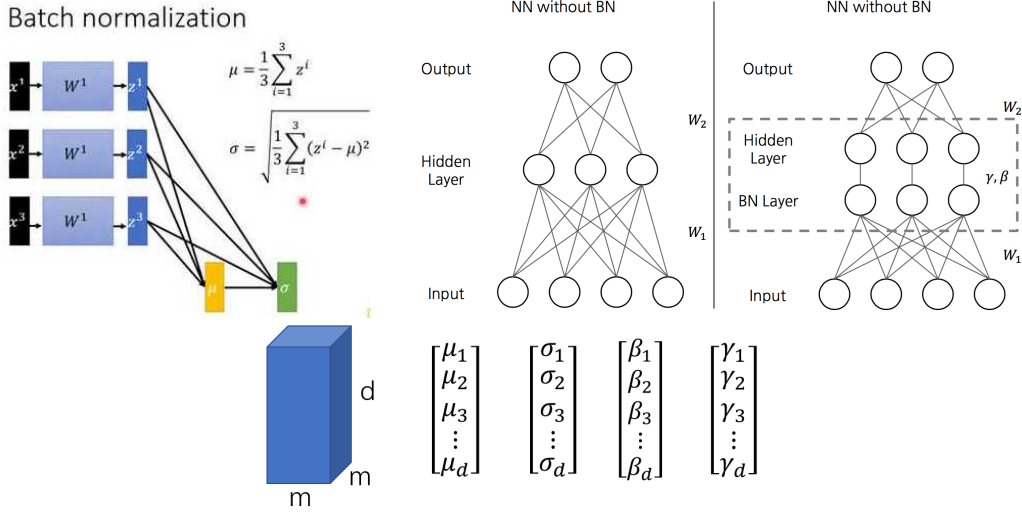 Batch normalization
x¹ W¹ z¹
x² W¹ z²
x³ W¹ z³
μ = 1/3 ∑_{i=1}^{3} z^i
σ = √(1/3 ∑_{i=1}^{3} (z^i − μ)²)
μ σ
NN without BN
Output
W₂
Hidden
Layer
W₁
Input
NN without BN
Output
W₂
Hidden
Layer
γ, β
BN Layer
W₁
Input
d
m
m
[μ₁ μ₂ μ₃ ⋮ μ_d]
[σ₁ σ₂ σ₃ ⋮ σ_d]
[β₁ β₂ β₃ ⋮ β_d]
[γ₁ γ₂ γ₃ ⋮ γ_d]